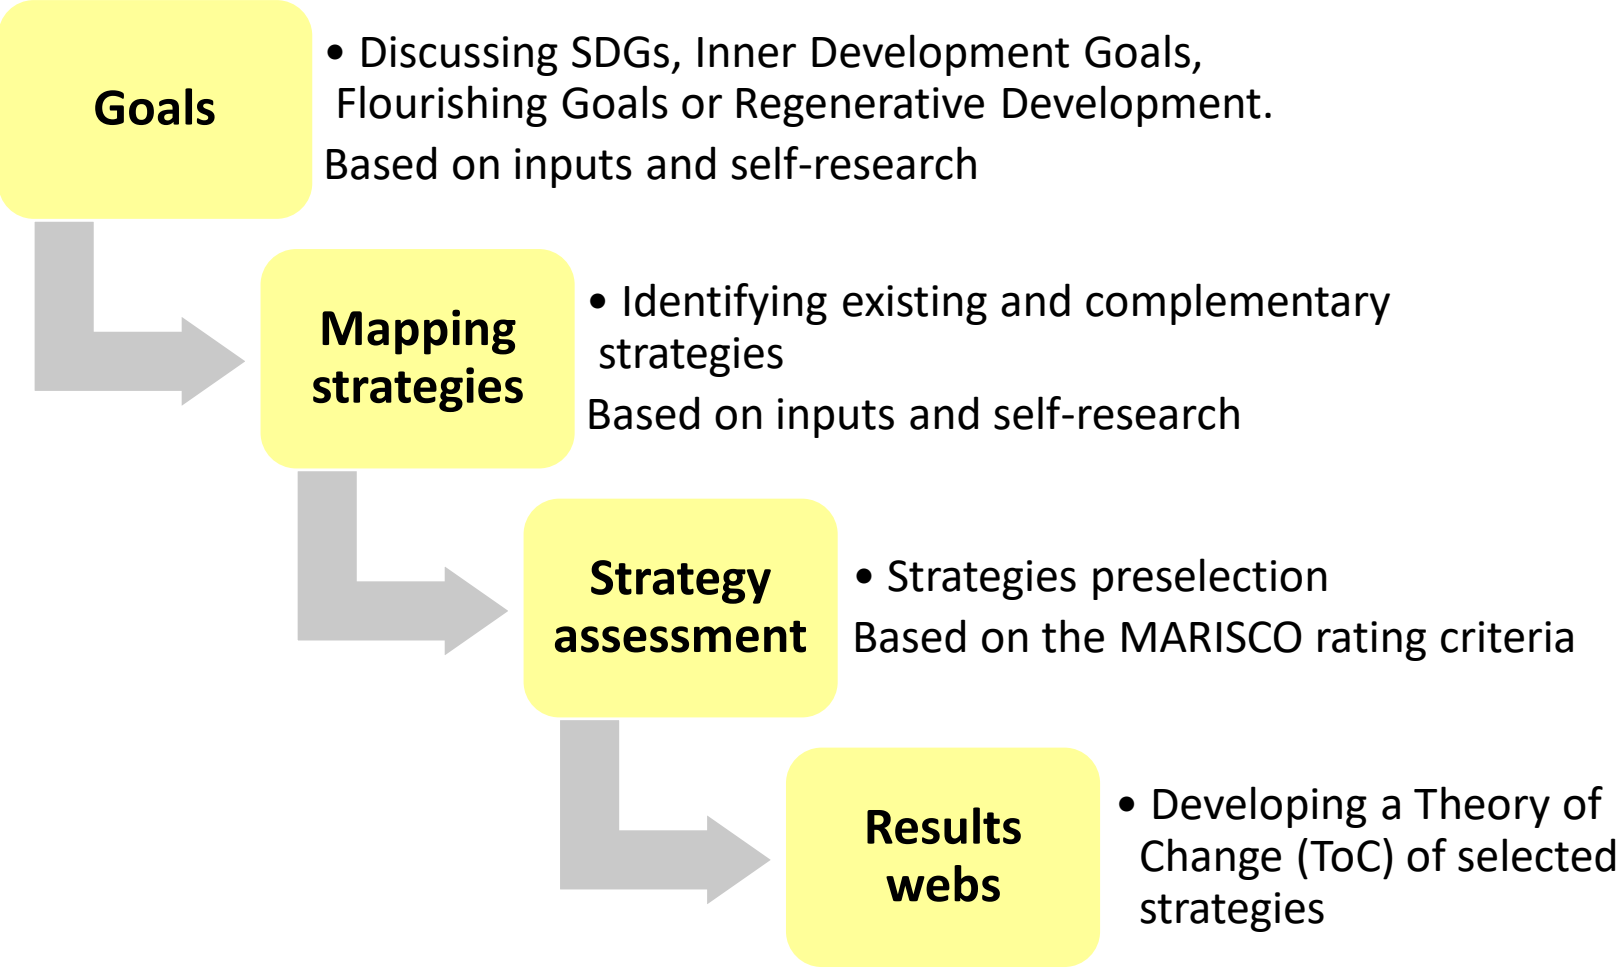 Goals
• Discussing SDGs, Inner Development Goals,
Flourishing Goals or Regenerative Development.
Based on inputs and self-research
Mapping
strategies
• Identifying existing and complementary
strategies
Based on inputs and self-research
Strategy
assessment
• Strategies preselection
Based on the MARISCO rating criteria
Results
webs
• Developing a Theory of
Change (ToC) of selected
strategies